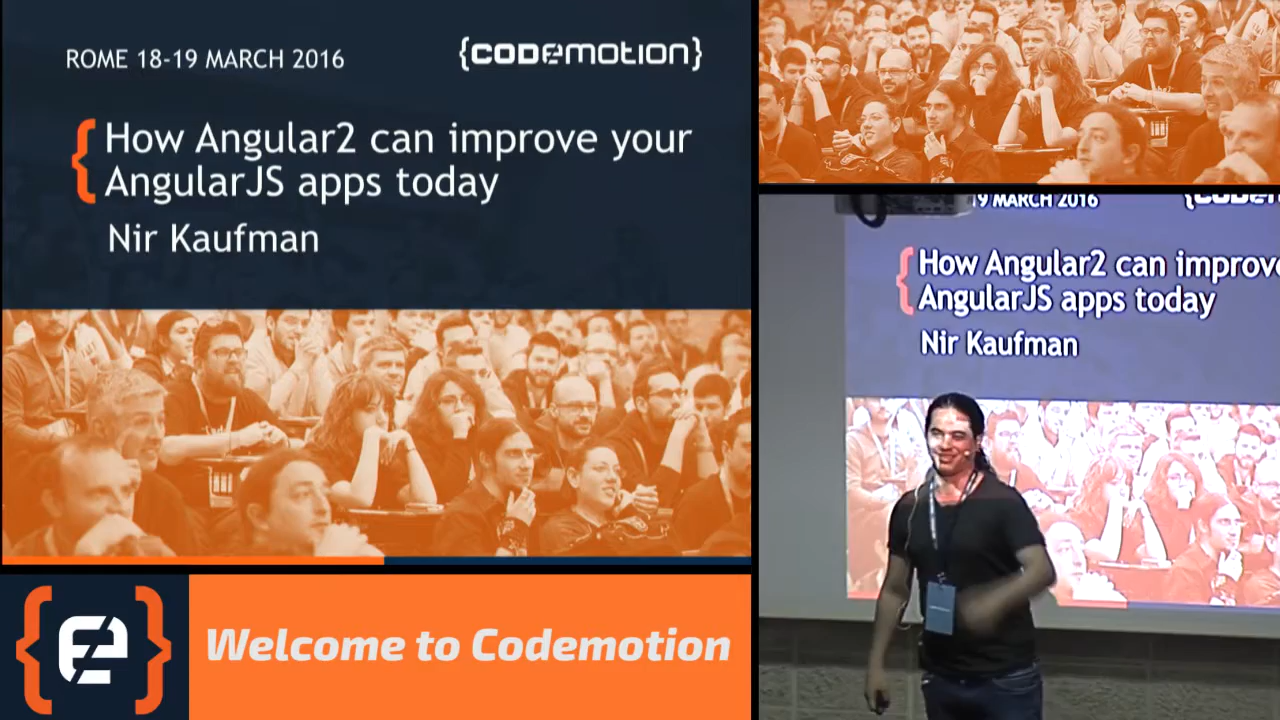 ROME 18-19 MARCH 2016
{CODEMOTION}
How Angular2 can improve your
AngularJS apps today
Nir Kaufman
Welcome to Codemotion
19 MARCH 2016
How Angular2 can improve
AngularJS apps today
Nir Kaufman